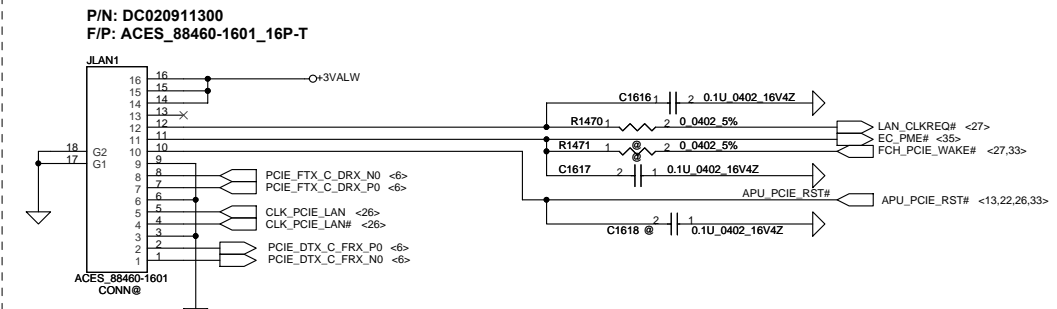 P/N: DC020911300
F/P: ACES_88460-1601_16P-T
JLAN1
16 16 +3VALW
15 15
14 14
13 13
12 12
11 11
10 10
9 9
8 8 PCIE_FTX_C_DRX_N0 <6>
7 7 PCIE_FTX_C_DRX_P0 <6>
6 6
5 5 CLK_PCIE_LAN <26>
4 4 CLK_PCIE_LAN# <26>
3 3
2 2 PCIE_DTX_C_FRX_P0 <6>
1 1 PCIE_DTX_C_FRX_N0 <6>
18 G2
17 G1
ACES_88460-1601
CONN@
C1616 1 2 0.1U_0402_16V4Z
R1470 1 2 0_0402_5% LAN_CLKREQ# <27>
EC_PME# <35>
R1471 1 @ 2 0_0402_5% FCH_PCIE_WAKE# <27,33>
@
C1617 2 1 0.1U_0402_16V4Z
APU_PCIE_RST# APU_PCIE_RST# <13,22,26,33>
C1618 @ 2 1 0.1U_0402_16V4Z